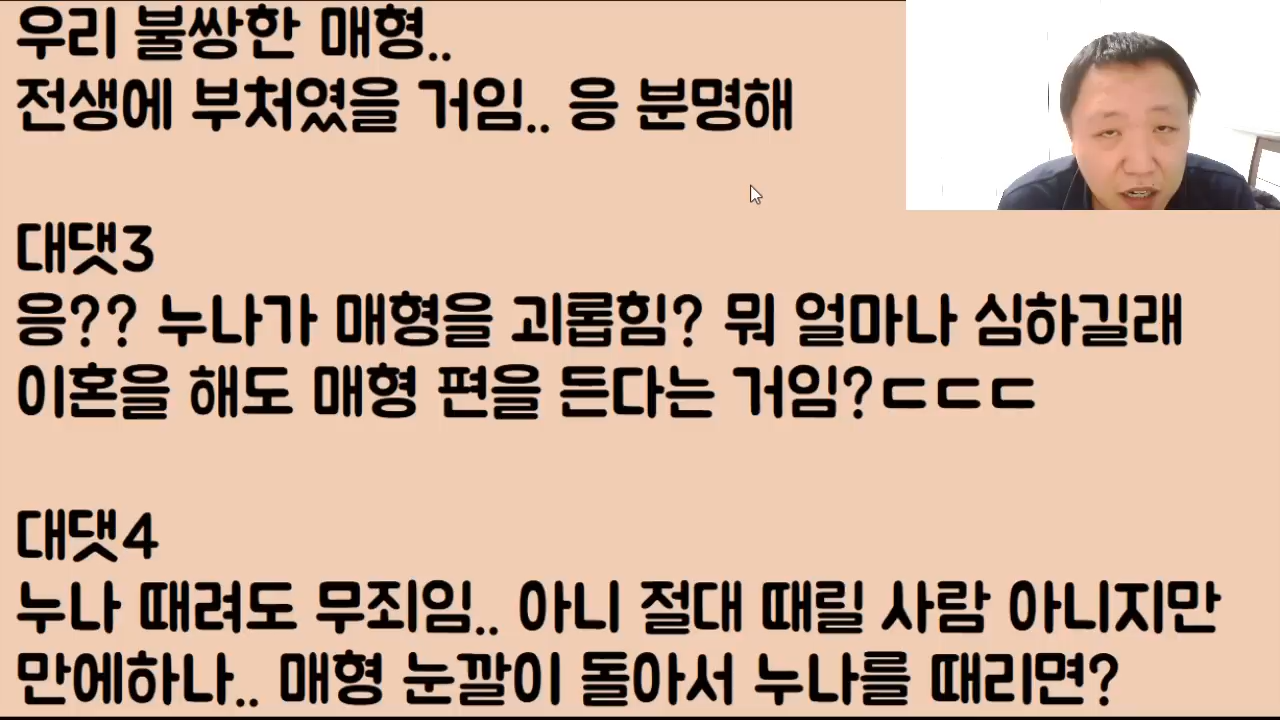 우리 불쌍한 매형..
전생에 부처였을 거임.. 응 분명해
대댓3
응?? 누나가 매형을 괴롭힘? 뭐 얼마나 심하길래
이혼을 해도 매형 편을 든다는 거임?ㄷㄷㄷ
대댓4
누나 때려도 무죄임.. 아니 절대 때릴 사람 아니지만
만에하나.. 매형 눈깔이 돌아서 누나를 때리면?